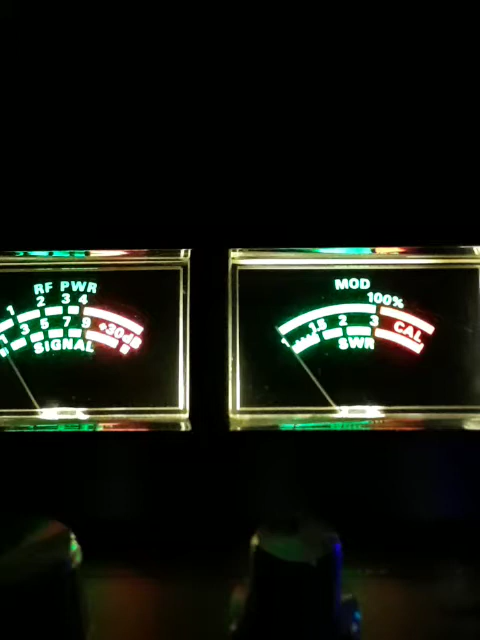 RF PWR
1 2 3 4
1 3 5 7 9 +30dB
SIGNAL
MOD
100%
1 1.5 2 3 CAL
SWR